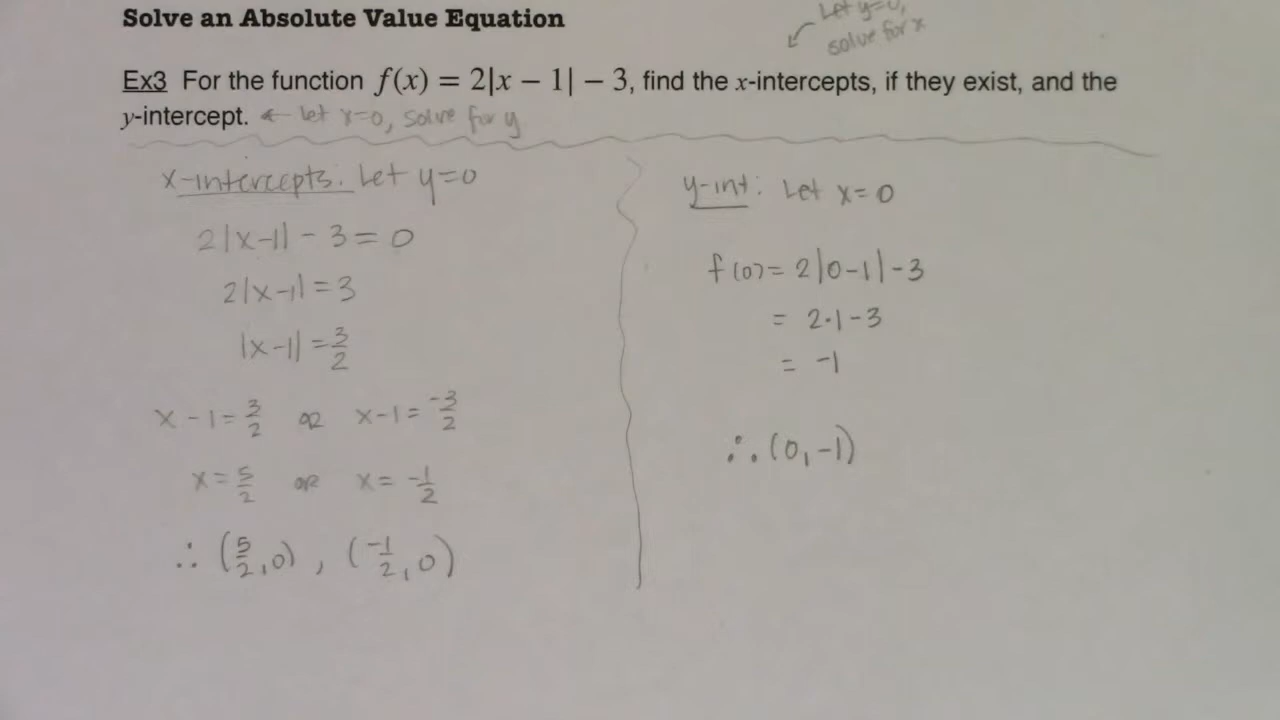 Solve an Absolute Value Equation
Let y=0,
solve for x
Ex3 For the function f(x) = 2|x − 1| − 3, find the x-intercepts, if they exist, and the
y-intercept. ← let x=0, solve for y
x-intercepts: Let y=0
2|x-1| - 3 = 0
2|x-1| = 3
|x-1| = 3/2
x-1 = 3/2 OR x-1 = -3/2
x = 5/2 OR x = -1/2
∴ (5/2, 0), (-1/2, 0)
y-int: Let x=0
f(0) = 2|0-1| - 3
= 2·1-3
= -1
∴ (0, -1)